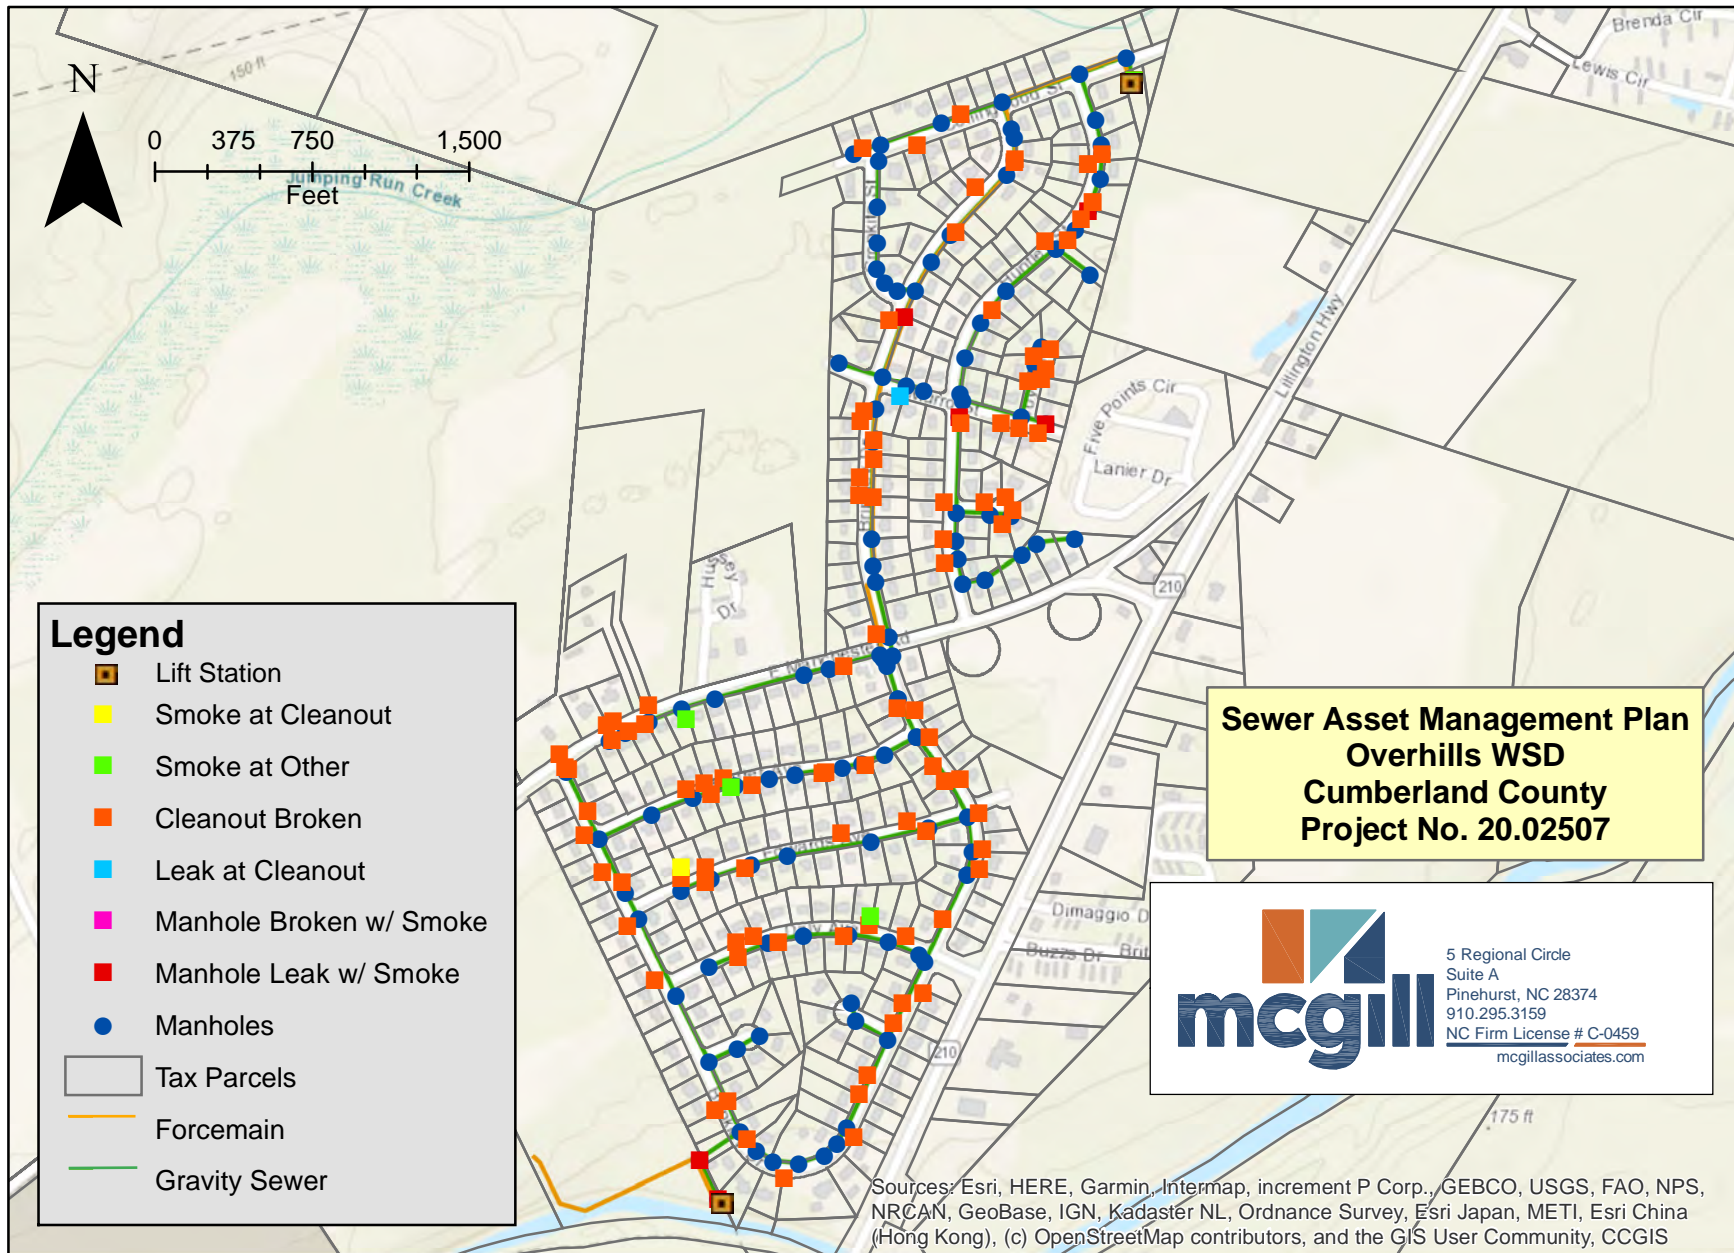 Brenda Cir
Lewis Cir
150 ft
N
0 375 750 1,500
Feet
Jumping Run Creek
Lillington Hwy
Five Points Cir
Lanier Dr
210
Dr
Legend
Lift Station
Smoke at Cleanout
Smoke at Other
Cleanout Broken
Leak at Cleanout
Manhole Broken w/ Smoke
Manhole Leak w/ Smoke
Manholes
Tax Parcels
Forcemain
Gravity Sewer
Sewer Asset Management Plan
Overhills WSD
Cumberland County
Project No. 20.02507
Dimaggio D
Buzzs Dr
Brit
210
mcgill
5 Regional Circle
Suite A
Pinehurst, NC 28374
910.295.3159
NC Firm License # C-0459
mcgillassociates.com
175 ft
Sources: Esri, HERE, Garmin, Intermap, increment P Corp., GEBCO, USGS, FAO, NPS,
NRCAN, GeoBase, IGN, Kadaster NL, Ordnance Survey, Esri Japan, METI, Esri China
(Hong Kong), (c) OpenStreetMap contributors, and the GIS User Community, CCGIS